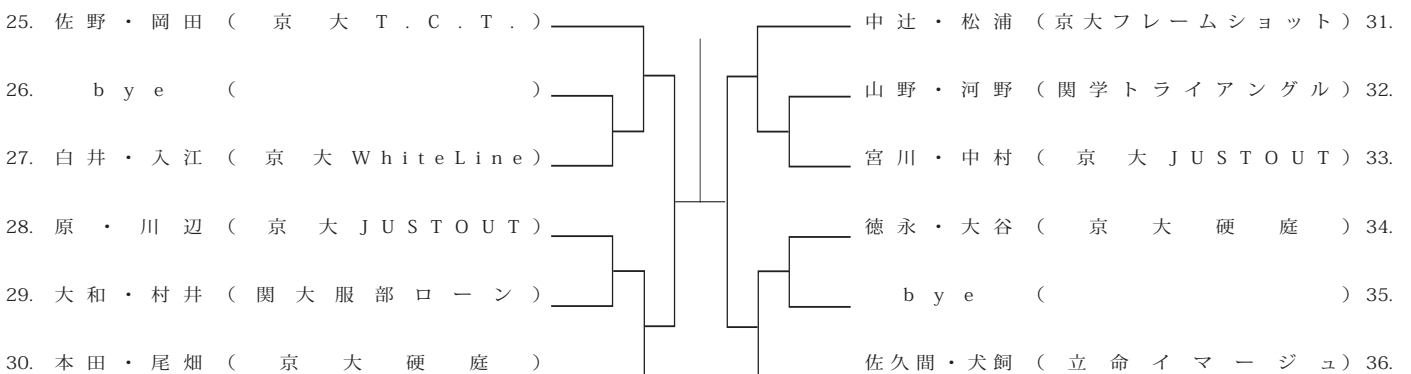 25. 佐野・岡田(京大T.C.T.)
26. bye ( )
27. 白井・入江(京大WhiteLine)
28. 原・川辺(京大JUSTOUT)
29. 大和・村井(関大服部ローン)
30. 本田・尾畑(京大硬庭)
中辻・松浦(京大フレームショット)31.
山野・河野(関学トライアングル)32.
宮川・中村(京大JUSTOUT)33.
徳永・大谷(京大硬庭)34.
bye ( )35.
佐久間・犬飼(立命イマージュ)36.